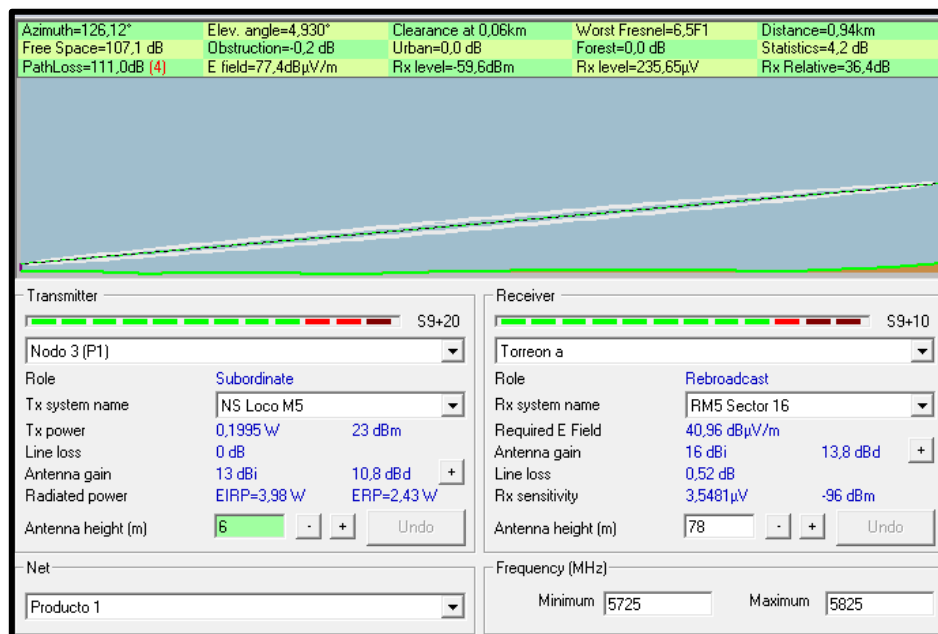 Azimuth=126,12° Elev. angle=4,930° Clearance at 0,06km Worst Fresnel=6,5F1 Distance=0,94km
Free Space=107,1 dB Obstruction=-0,2 dB Urban=0,0 dB Forest=0,0 dB Statistics=4,2 dB
PathLoss=111,0dB (4) E field=77,4dBµV/m Rx level=-59,6dBm Rx level=235,65µV Rx Relative=36,4dB
Transmitter
S9+20
Nodo 3 (P1)
Role Subordinate
Tx system name NS Loco M5
Tx power 0,1995 W 23 dBm
Line loss 0 dB
Antenna gain 13 dBi 10,8 dBd +
Radiated power EIRP=3,98 W ERP=2,43 W
Antenna height (m) 6 - + Undo
Receiver
S9+10
Torreon a
Role Rebroadcast
Rx system name RM5 Sector 16
Required E Field 40,96 dBµV/m
Antenna gain 16 dBi 13,8 dBd +
Line loss 0,52 dB
Rx sensitivity 3,5481µV -96 dBm
Antenna height (m) 78 - + Undo
Net
Producto 1
Frequency (MHz)
Minimum 5725 Maximum 5825